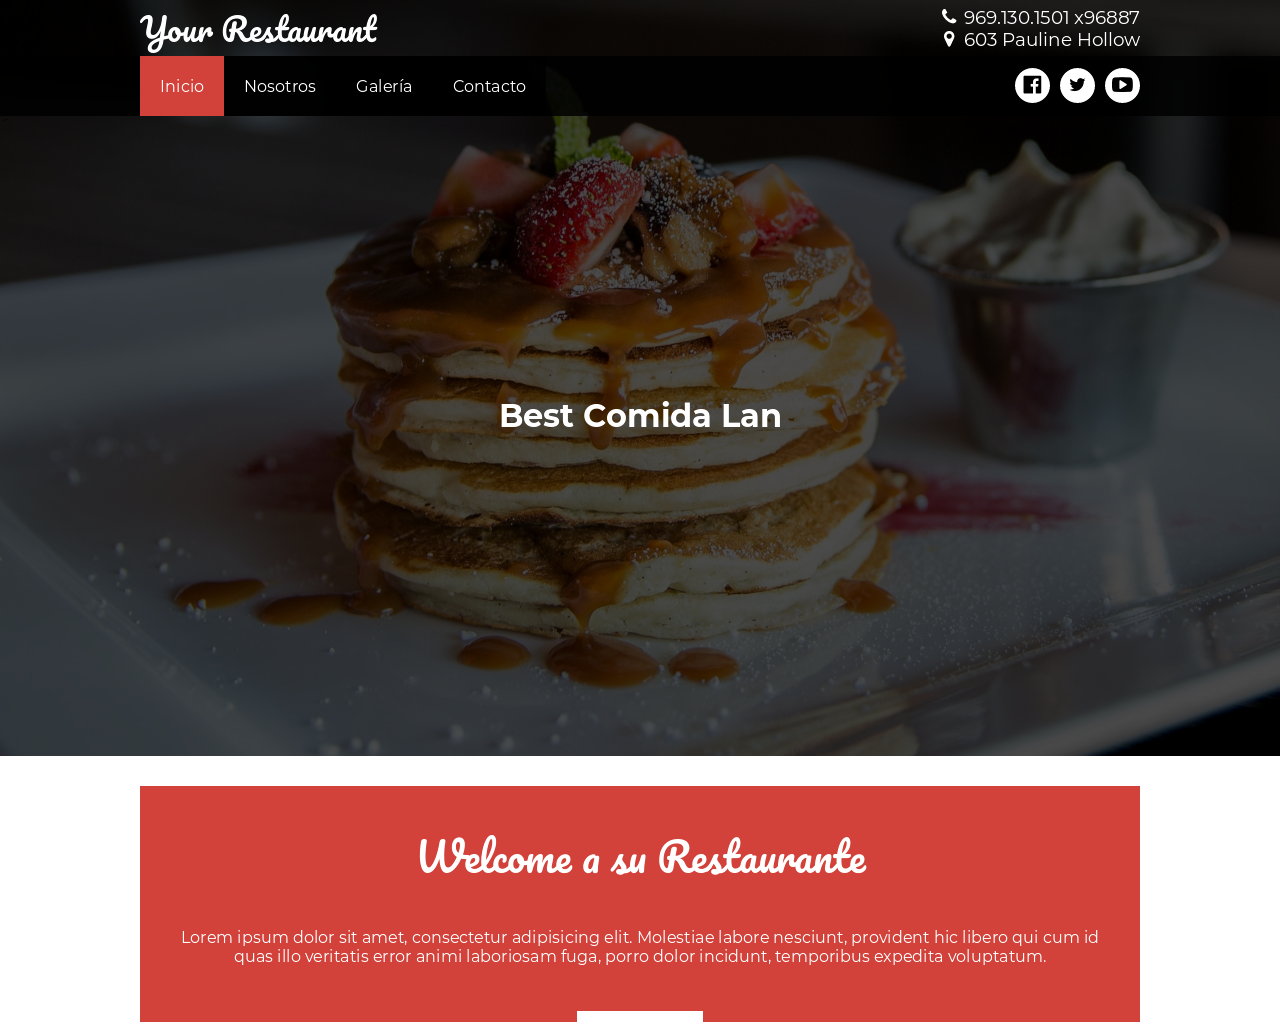 Your Restaurant
969.130.1501 x96887
603 Pauline Hollow
Inicio Nosotros Galería Contacto
Best Comida Lan
Welcome a su Restaurante
Lorem ipsum dolor sit amet, consectetur adipisicing elit. Molestiae labore nesciunt, provident hic libero qui cum id
quas illo veritatis error animi laboriosam fuga, porro dolor incidunt, temporibus expedita voluptatum.